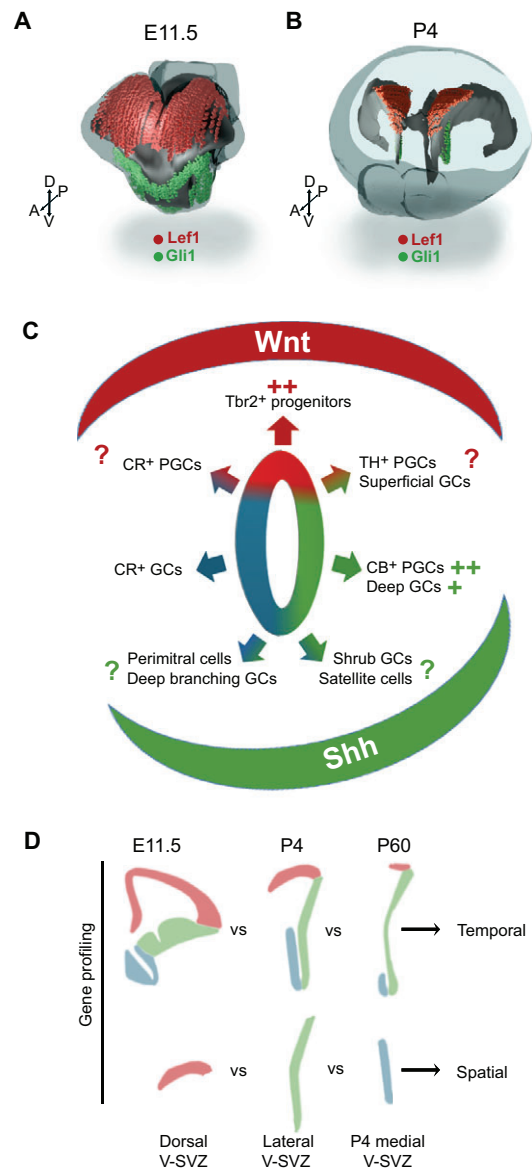 A
E11.5
B
P4
D
P
A
V
D
P
A
V
Lef1
Gli1
Lef1
Gli1
C
Wnt
++
Tbr2+ progenitors
?
CR+ PGCs
TH+ PGCs
Superficial GCs
?
CR+ GCs
CB+ PGCs ++
Deep GCs +
?
Perimitral cells
Deep branching GCs
Shrub GCs
Satellite cells
?
Shh
D
E11.5
P4
P60
Gene profiling
vs
vs
Temporal
vs
vs
Spatial
Dorsal
V-SVZ
Lateral
V-SVZ
P4 medial
V-SVZ